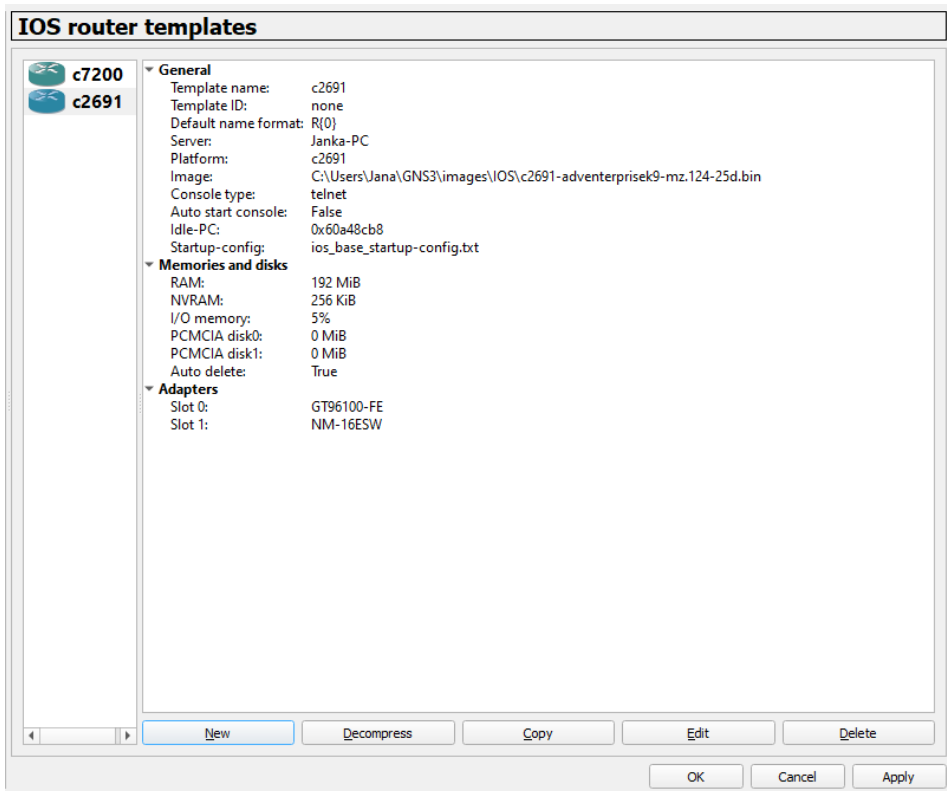 IOS router templates
c7200
c2691
General
Template name: c2691
Template ID: none
Default name format: R{0}
Server: Janka-PC
Platform: c2691
Image: C:\Users\Jana\GNS3\images\IOS\c2691-adventerprisek9-mz.124-25d.bin
Console type: telnet
Auto start console: False
Idle-PC: 0x60a48cb8
Startup-config: ios_base_startup-config.txt
Memories and disks
RAM: 192 MiB
NVRAM: 256 KiB
I/O memory: 5%
PCMCIA disk0: 0 MiB
PCMCIA disk1: 0 MiB
Auto delete: True
Adapters
Slot 0: GT96100-FE
Slot 1: NM-16ESW
New Decompress Copy Edit Delete
OK Cancel Apply